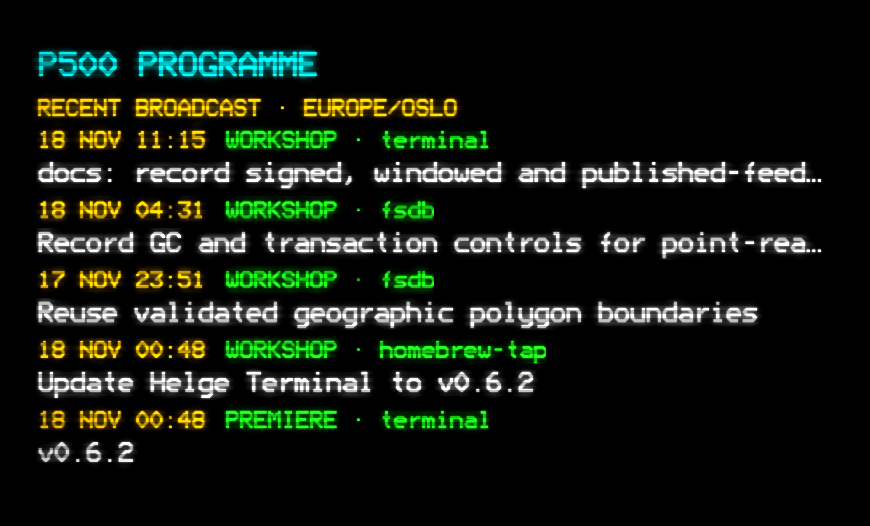 P500 PROGRAMME
RECENT BROADCAST · EUROPE/OSLO
18 NOV 11:15 WORKSHOP · terminal
docs: record signed, windowed and published-feed…
18 NOV 04:31 WORKSHOP · fsdb
Record GC and transaction controls for point-rea…
17 NOV 23:51 WORKSHOP · fsdb
Reuse validated geographic polygon boundaries
18 NOV 00:48 WORKSHOP · homebrew-tap
Update Helge Terminal to v0.6.2
18 NOV 00:48 PREMIERE · terminal
v0.6.2